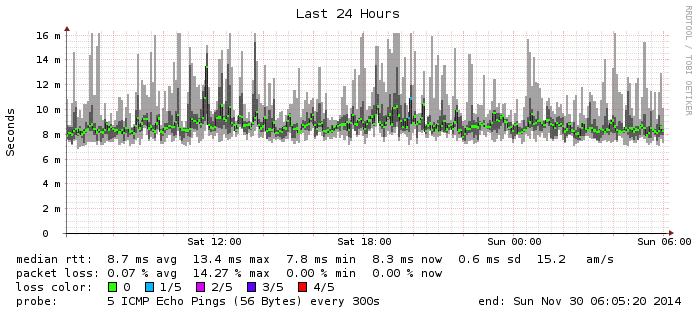 Last 24 Hours
RRDTOOL / TOBI OETIKER
Seconds
16 m
14 m
12 m
10 m
8 m
6 m
4 m
2 m
0
Sat 12:00 Sat 18:00 Sun 00:00 Sun 06:00
median rtt: 8.7 ms avg 13.4 ms max 7.8 ms min 8.3 ms now 0.6 ms sd 15.2 am/s
packet loss: 0.07 % avg 14.27 % max 0.00 % min 0.00 % now
loss color: 0 1/5 2/5 3/5 4/5
probe: 5 ICMP Echo Pings (56 Bytes) every 300s end: Sun Nov 30 06:05:20 2014